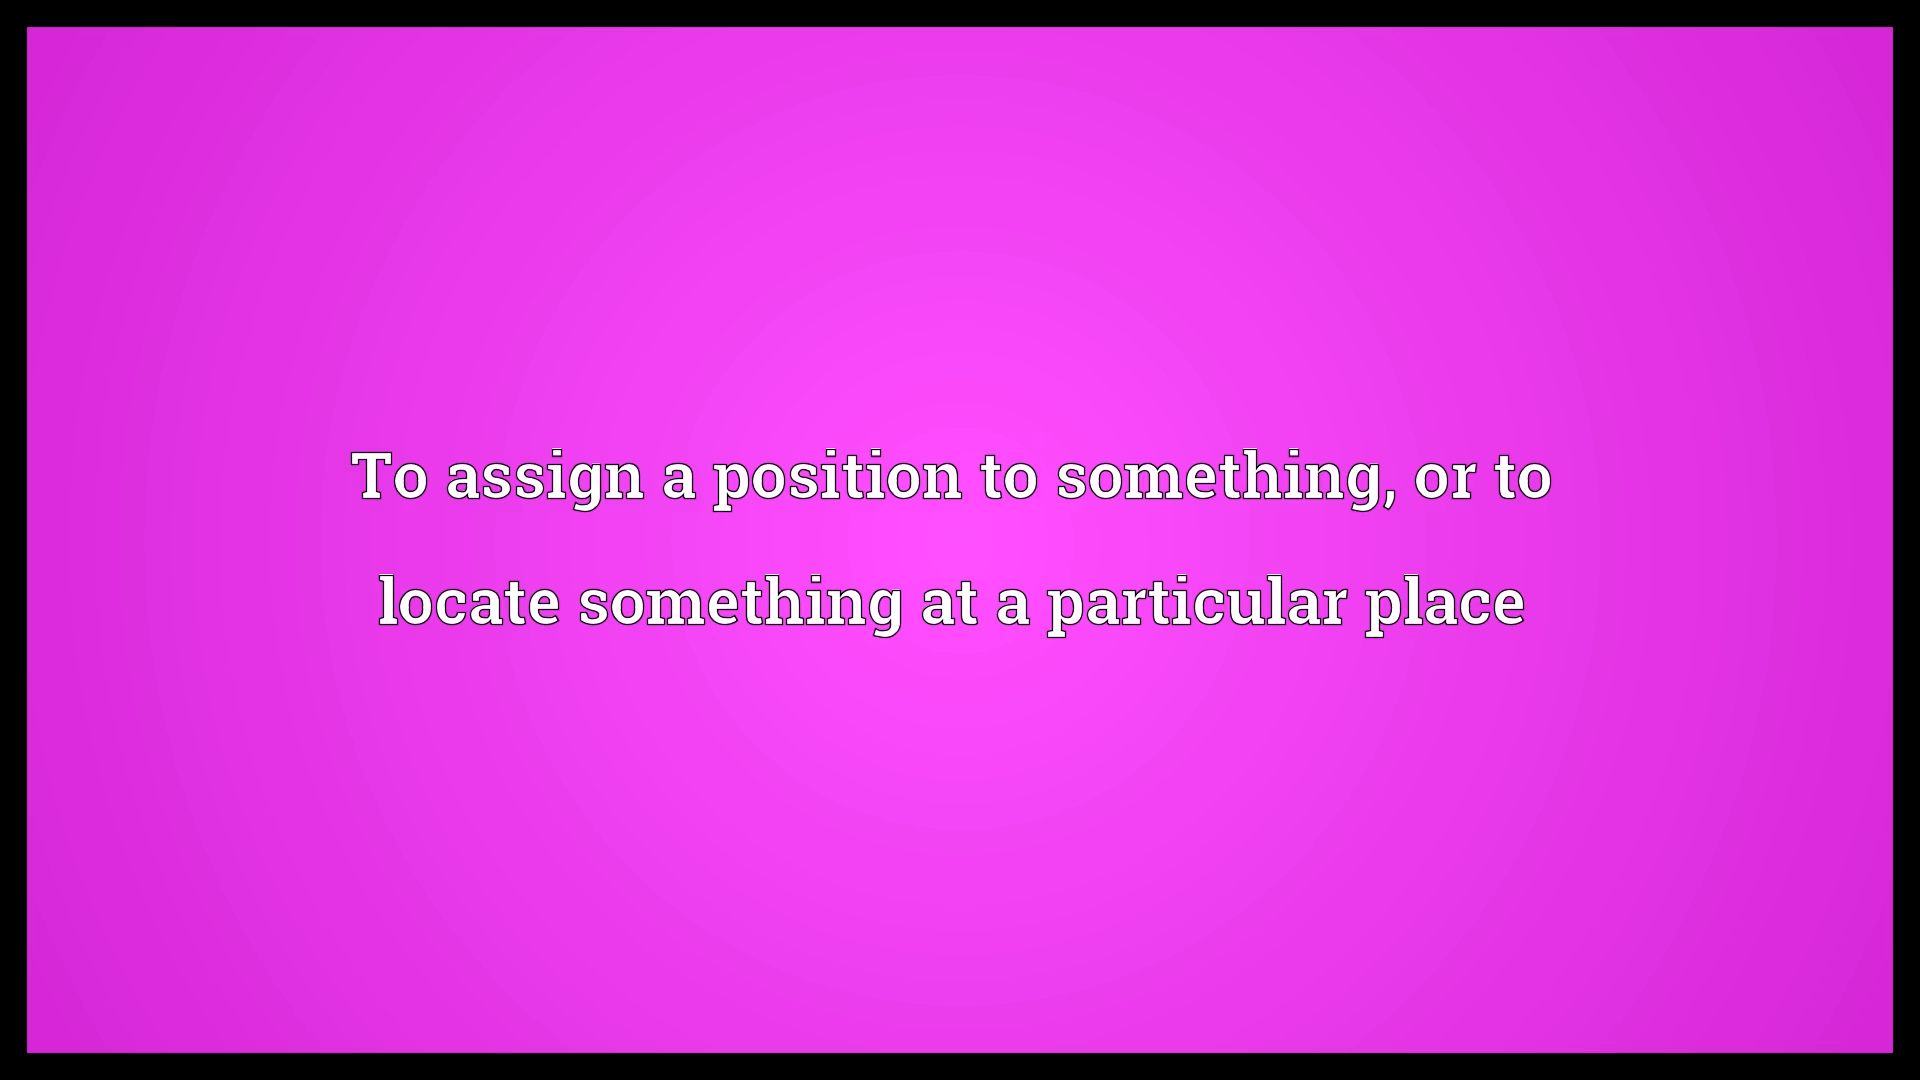 To assign a position to something, or to
locate something at a particular place